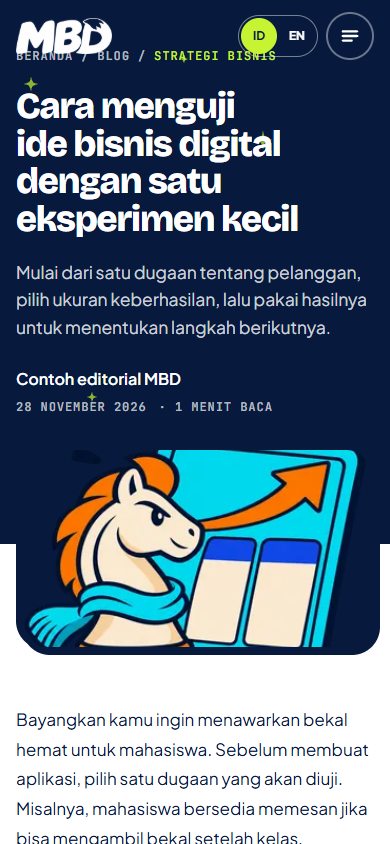 MBD
ID EN
BERANDA / BLOG / STRATEGI BISNIS
Cara menguji
ide bisnis digital
dengan satu
eksperimen kecil
Mulai dari satu dugaan tentang pelanggan,
pilih ukuran keberhasilan, lalu pakai hasilnya
untuk menentukan langkah berikutnya.
Contoh editorial MBD
28 NOVEMBER 2026 · 1 MENIT BACA
Bayangkan kamu ingin menawarkan bekal
hemat untuk mahasiswa. Sebelum membuat
aplikasi, pilih satu dugaan yang akan diuji.
Misalnya, mahasiswa bersedia memesan jika
bisa mengambil bekal setelah kelas.